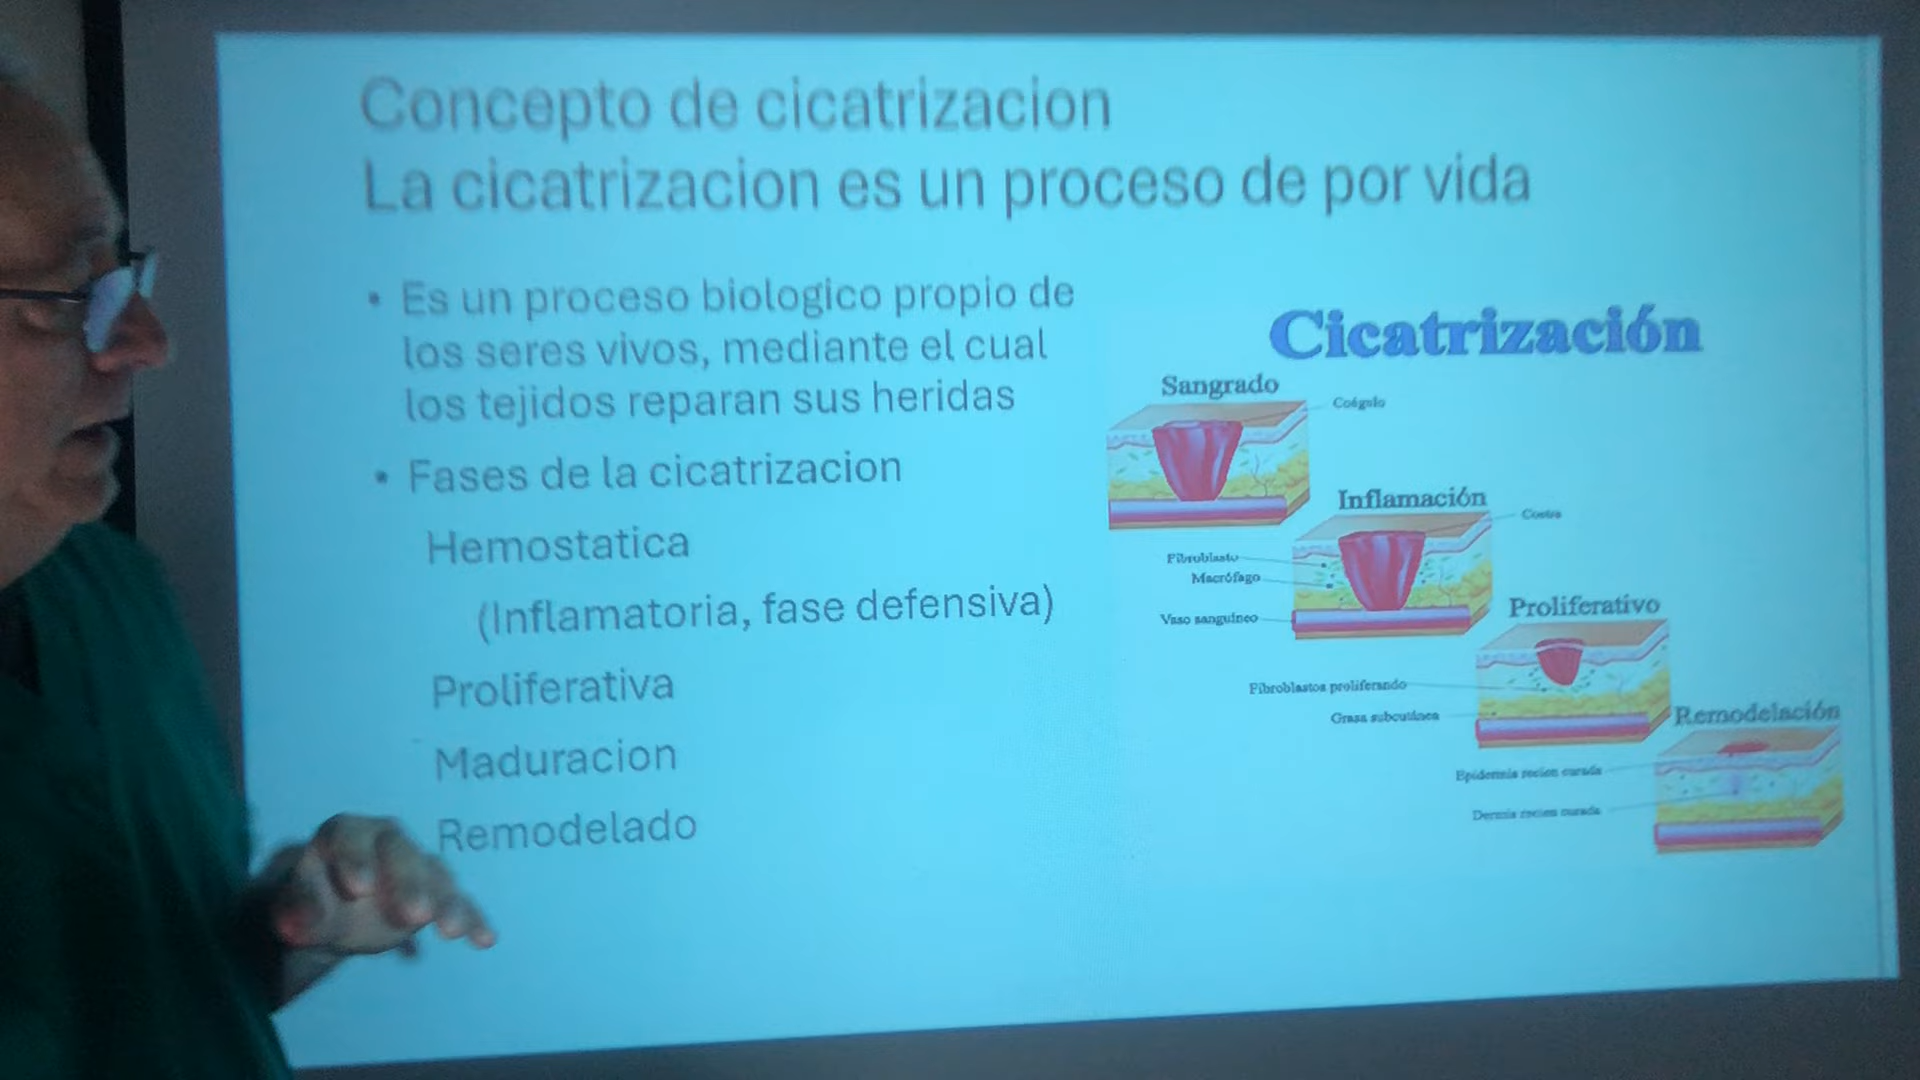 Concepto de cicatrizacion
La cicatrizacion es un proceso de por vida
• Es un proceso biologico propio de
los seres vivos, mediante el cual
los tejidos reparan sus heridas
• Fases de la cicatrizacion
Hemostatica
(Inflamatoria, fase defensiva)
Proliferativa
Maduracion
Remodelado
Cicatrización
Sangrado
Coágulo
Inflamación
Costra
Fibroblasto
Macrófago
Vaso sanguíneo
Proliferativo
Fibroblastos proliferando
Grasa subcutánea
Remodelación
Epidermis recien curada
Dermis recien curada